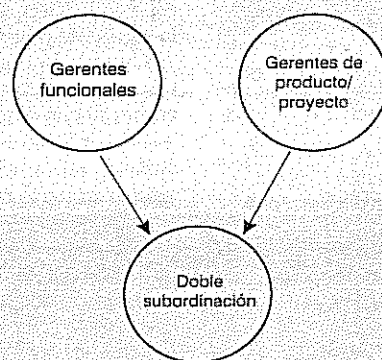 Gerentes
funcionales
Gerentes de
producto/
proyecto
Doble
subordinación